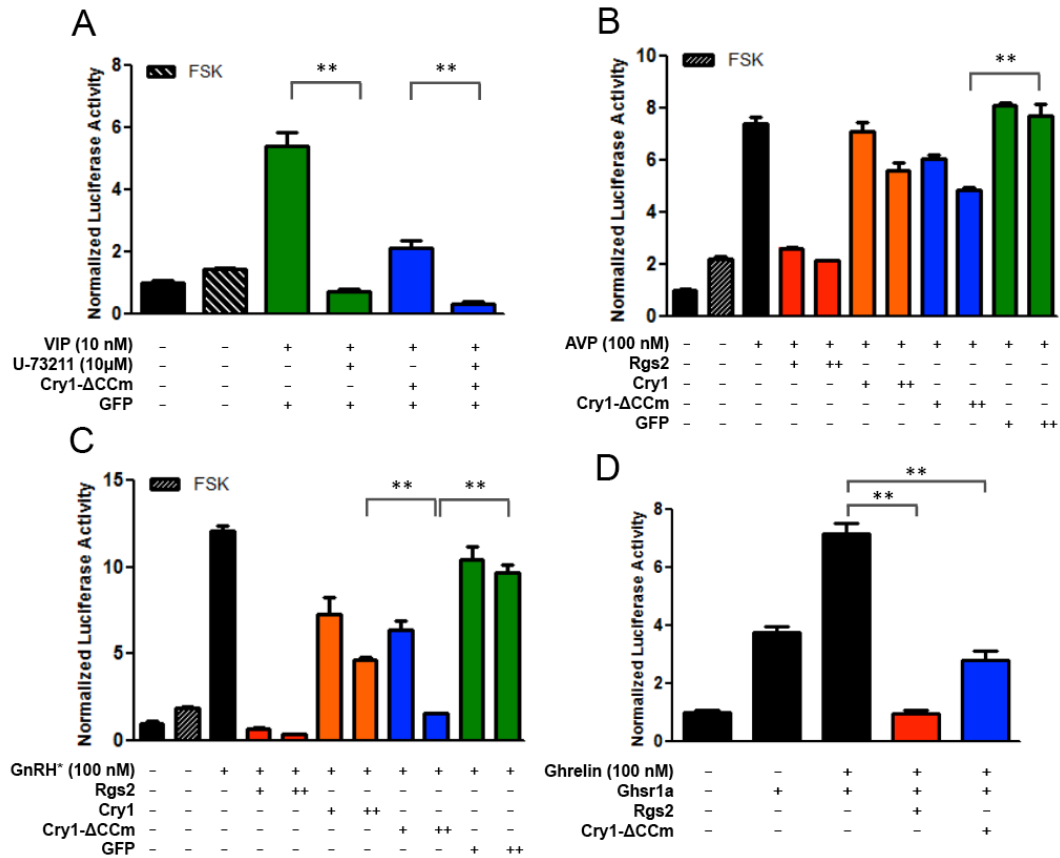 A
Normalized Luciferase Activity
8
6
4
2
0
FSK
** **
VIP (10 nM) – – + + + +
U-73211 (10µM) – – – + – +
Cry1-ΔCCm – – – – + +
GFP – – + + + +
B
Normalized Luciferase Activity
10
8
6
4
2
0
FSK
**
AVP (100 nM) – – + + + + + + + + +
Rgs2 – – – + ++ – – – – – –
Cry1 – – – – – + ++ – – – –
Cry1-ΔCCm – – – – – – – + ++ – –
GFP – – – – – – – – – + ++
C
Normalized Luciferase Activity
15
10
5
0
FSK
** **
GnRH* (100 nM) – – + + + + + + + + +
Rgs2 – – – + ++ – – – – – –
Cry1 – – – – – + ++ – – – –
Cry1-ΔCCm – – – – – – – + ++ – –
GFP – – – – – – – – – + ++
D
Normalized Luciferase Activity
8
6
4
2
0
**
**
Ghrelin (100 nM) – – + + +
Ghsr1a – + + + +
Rgs2 – – – + –
Cry1-ΔCCm – – – – +